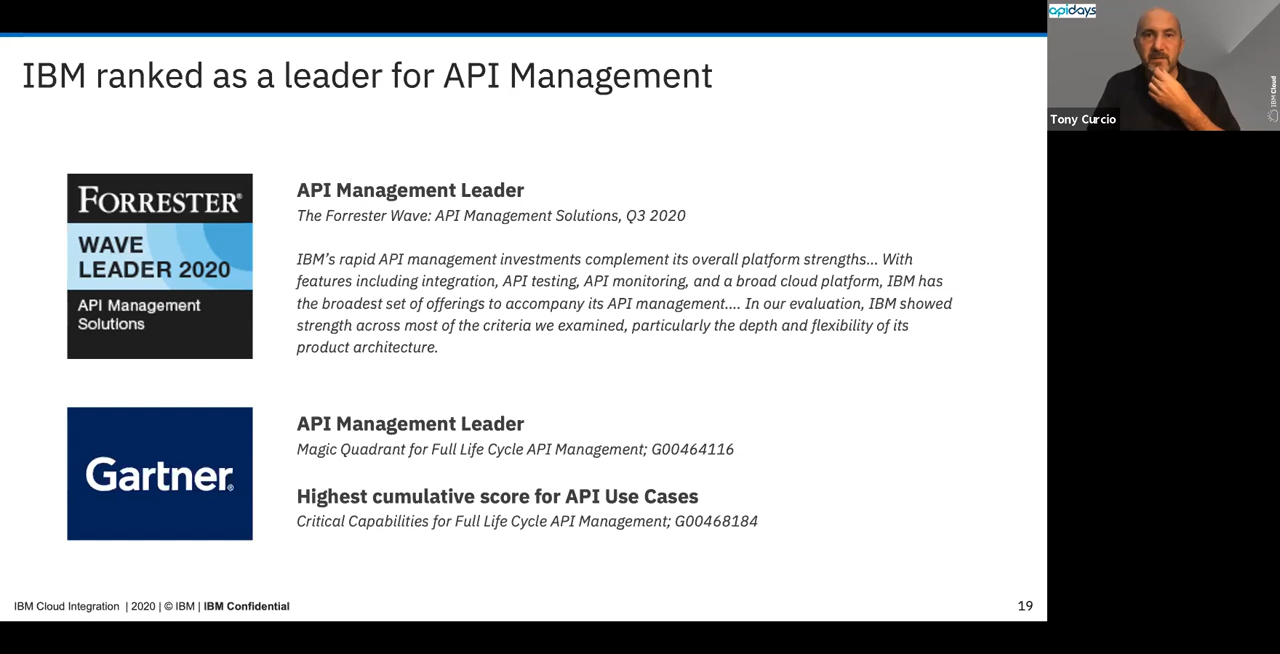 IBM ranked as a leader for API Management
apidays
IBM Cloud
Tony Curcio
FORRESTER®
WAVE
LEADER 2020
API Management
Solutions
API Management Leader
The Forrester Wave: API Management Solutions, Q3 2020
IBM’s rapid API management investments complement its overall platform strengths... With
features including integration, API testing, API monitoring, and a broad cloud platform, IBM has
the broadest set of offerings to accompany its API management.... In our evaluation, IBM showed
strength across most of the criteria we examined, particularly the depth and flexibility of its
product architecture.
Gartner®
API Management Leader
Magic Quadrant for Full Life Cycle API Management; G00464116
Highest cumulative score for API Use Cases
Critical Capabilities for Full Life Cycle API Management; G00468184
IBM Cloud Integration | 2020 | © IBM | IBM Confidential
19